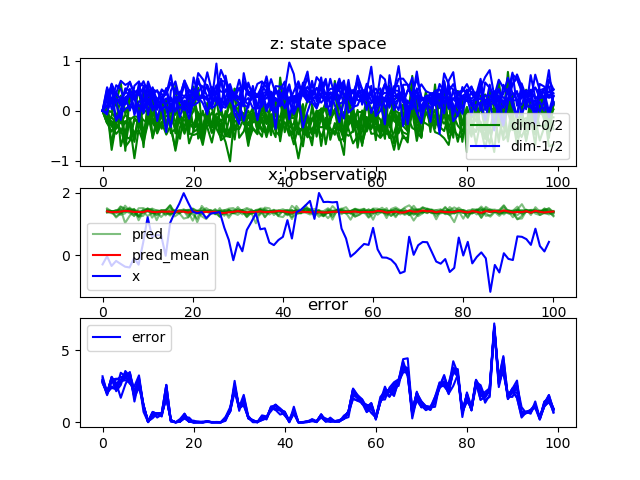 z: state space
1
0
−1
dim-0/2
dim-1/2
0
20
40
60
80
100
x: observation
2
0
pred
pred_mean
x
0
20
40
60
80
100
error
5
0
error
0
20
40
60
80
100